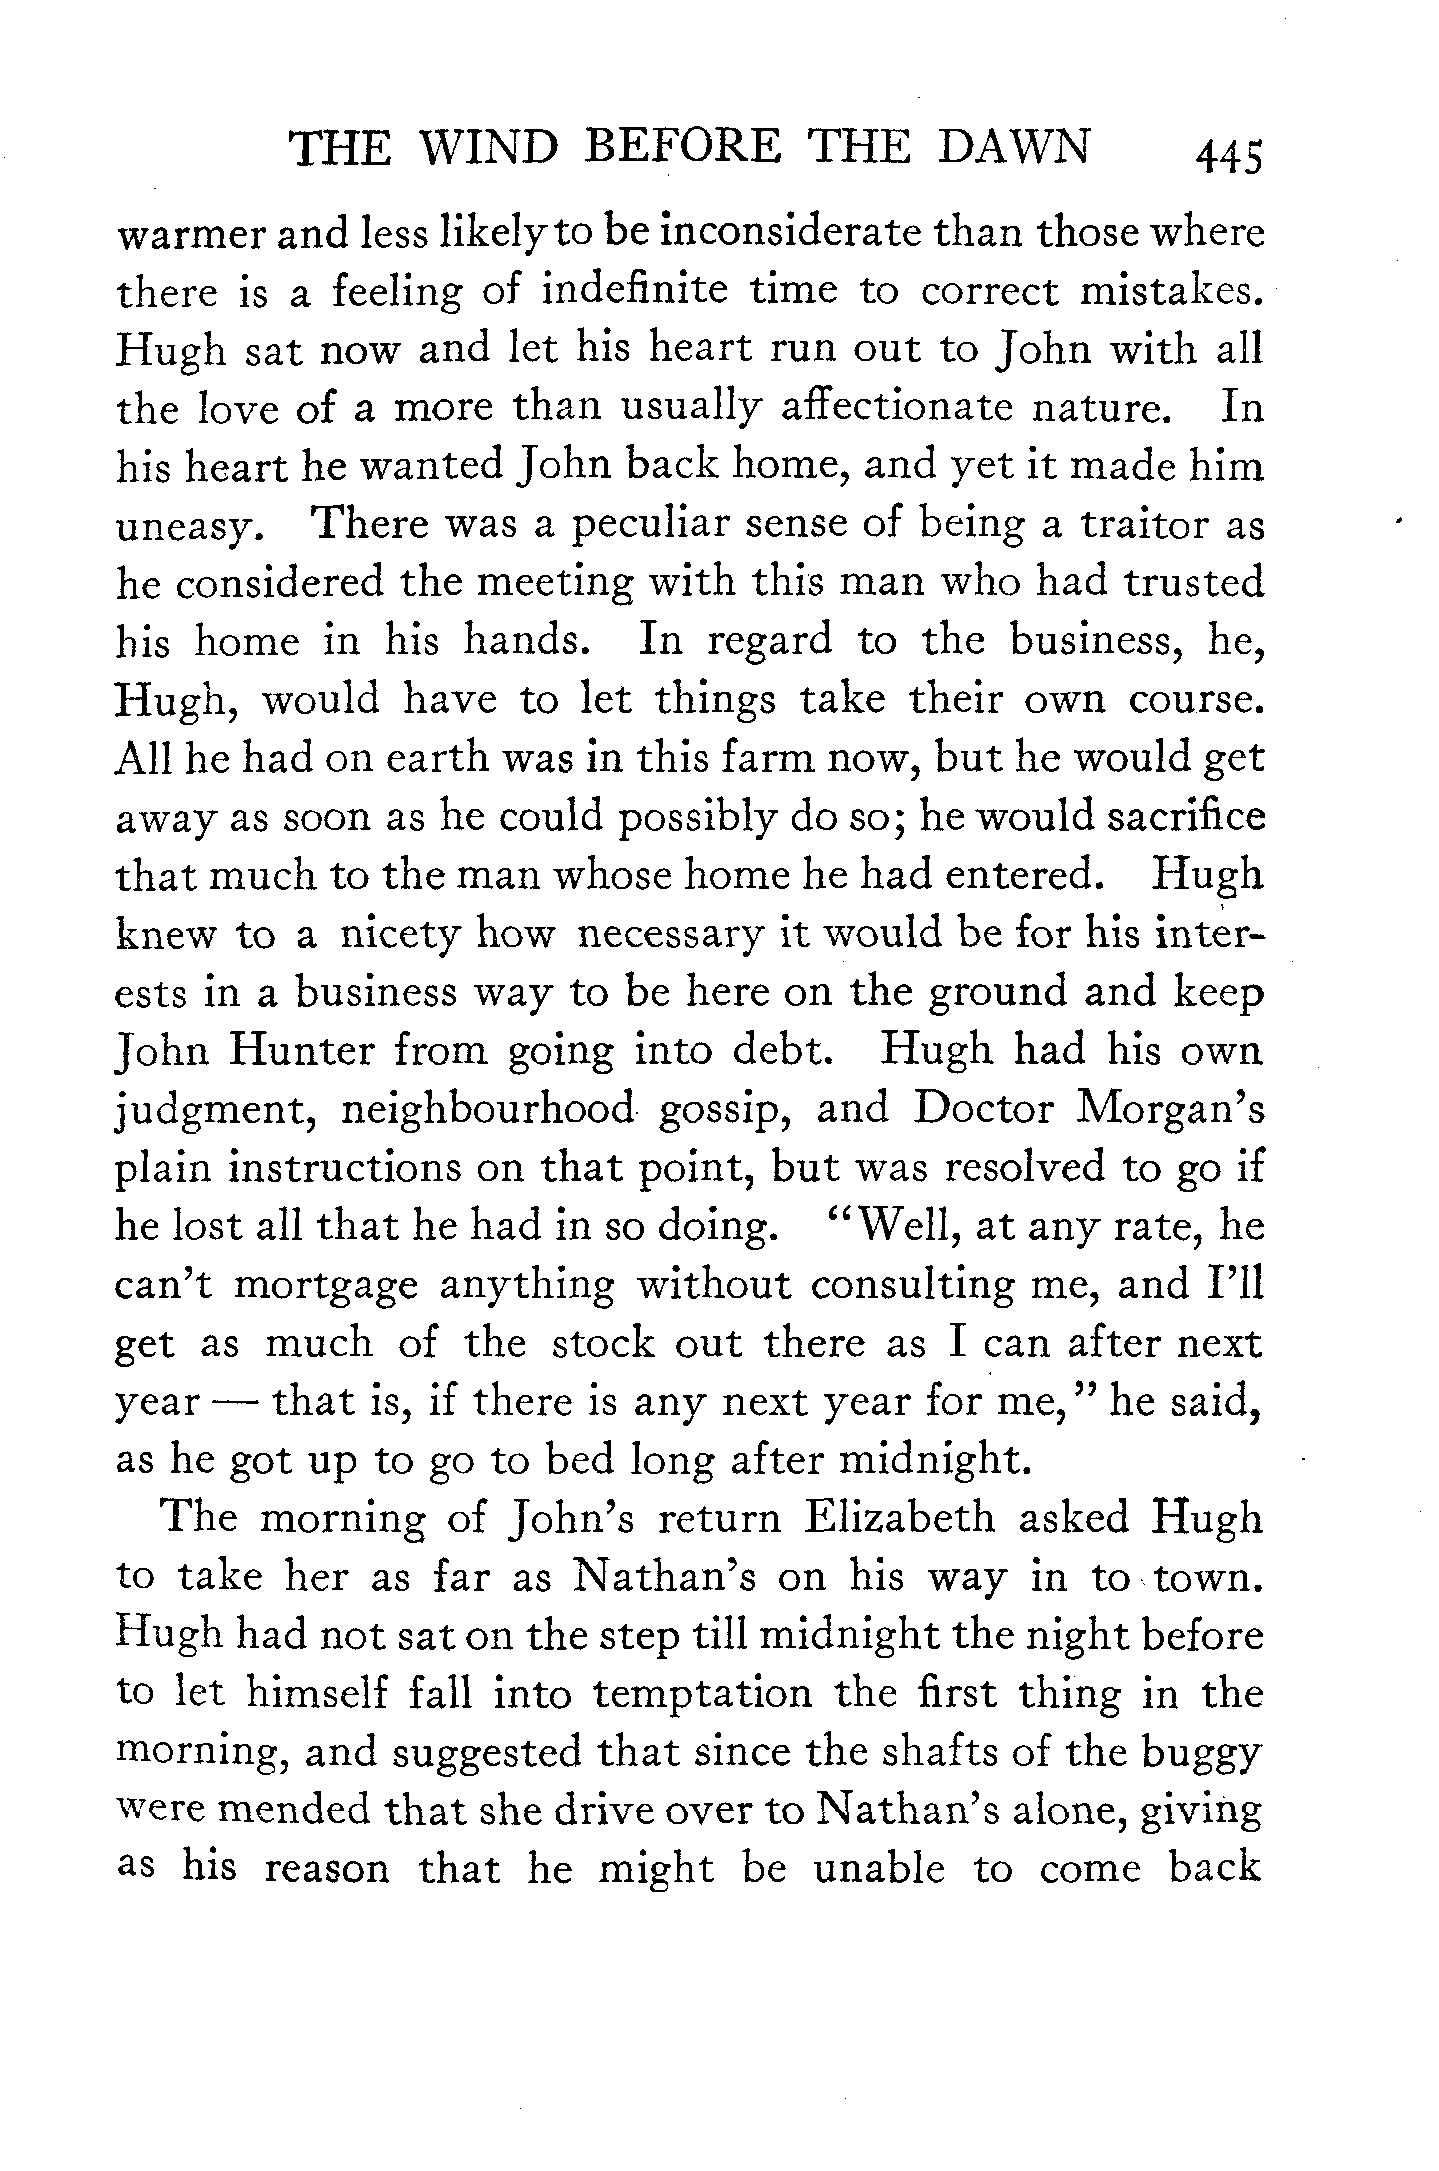 THE WIND BEFORE THE DAWN 445
warmer and less likely to be inconsiderate than those where
there is a feeling of indefinite time to correct mistakes.
Hugh sat now and let his heart run out to John with all
the love of a more than usually affectionate nature. In
his heart he wanted John back home, and yet it made him
uneasy. There was a peculiar sense of being a traitor as
he considered the meeting with this man who had trusted
his home in his hands. In regard to the business, he,
Hugh, would have to let things take their own course.
All he had on earth was in this farm now, but he would get
away as soon as he could possibly do so; he would sacrifice
that much to the man whose home he had entered. Hugh
knew to a nicety how necessary it would be for his inter-
ests in a business way to be here on the ground and keep
John Hunter from going into debt. Hugh had his own
judgment, neighbourhood gossip, and Doctor Morgan's
plain instructions on that point, but was resolved to go if
he lost all that he had in so doing. "Well, at any rate, he
can't mortgage anything without consulting me, and I'll
get as much of the stock out there as I can after next
year — that is, if there is any next year for me," he said,
as he got up to go to bed long after midnight.
The morning of John's return Elizabeth asked Hugh
to take her as far as Nathan's on his way in to town.
Hugh had not sat on the step till midnight the night before
to let himself fall into temptation the first thing in the
morning, and suggested that since the shafts of the buggy
were mended that she drive over to Nathan's alone, giving
as his reason that he might be unable to come back